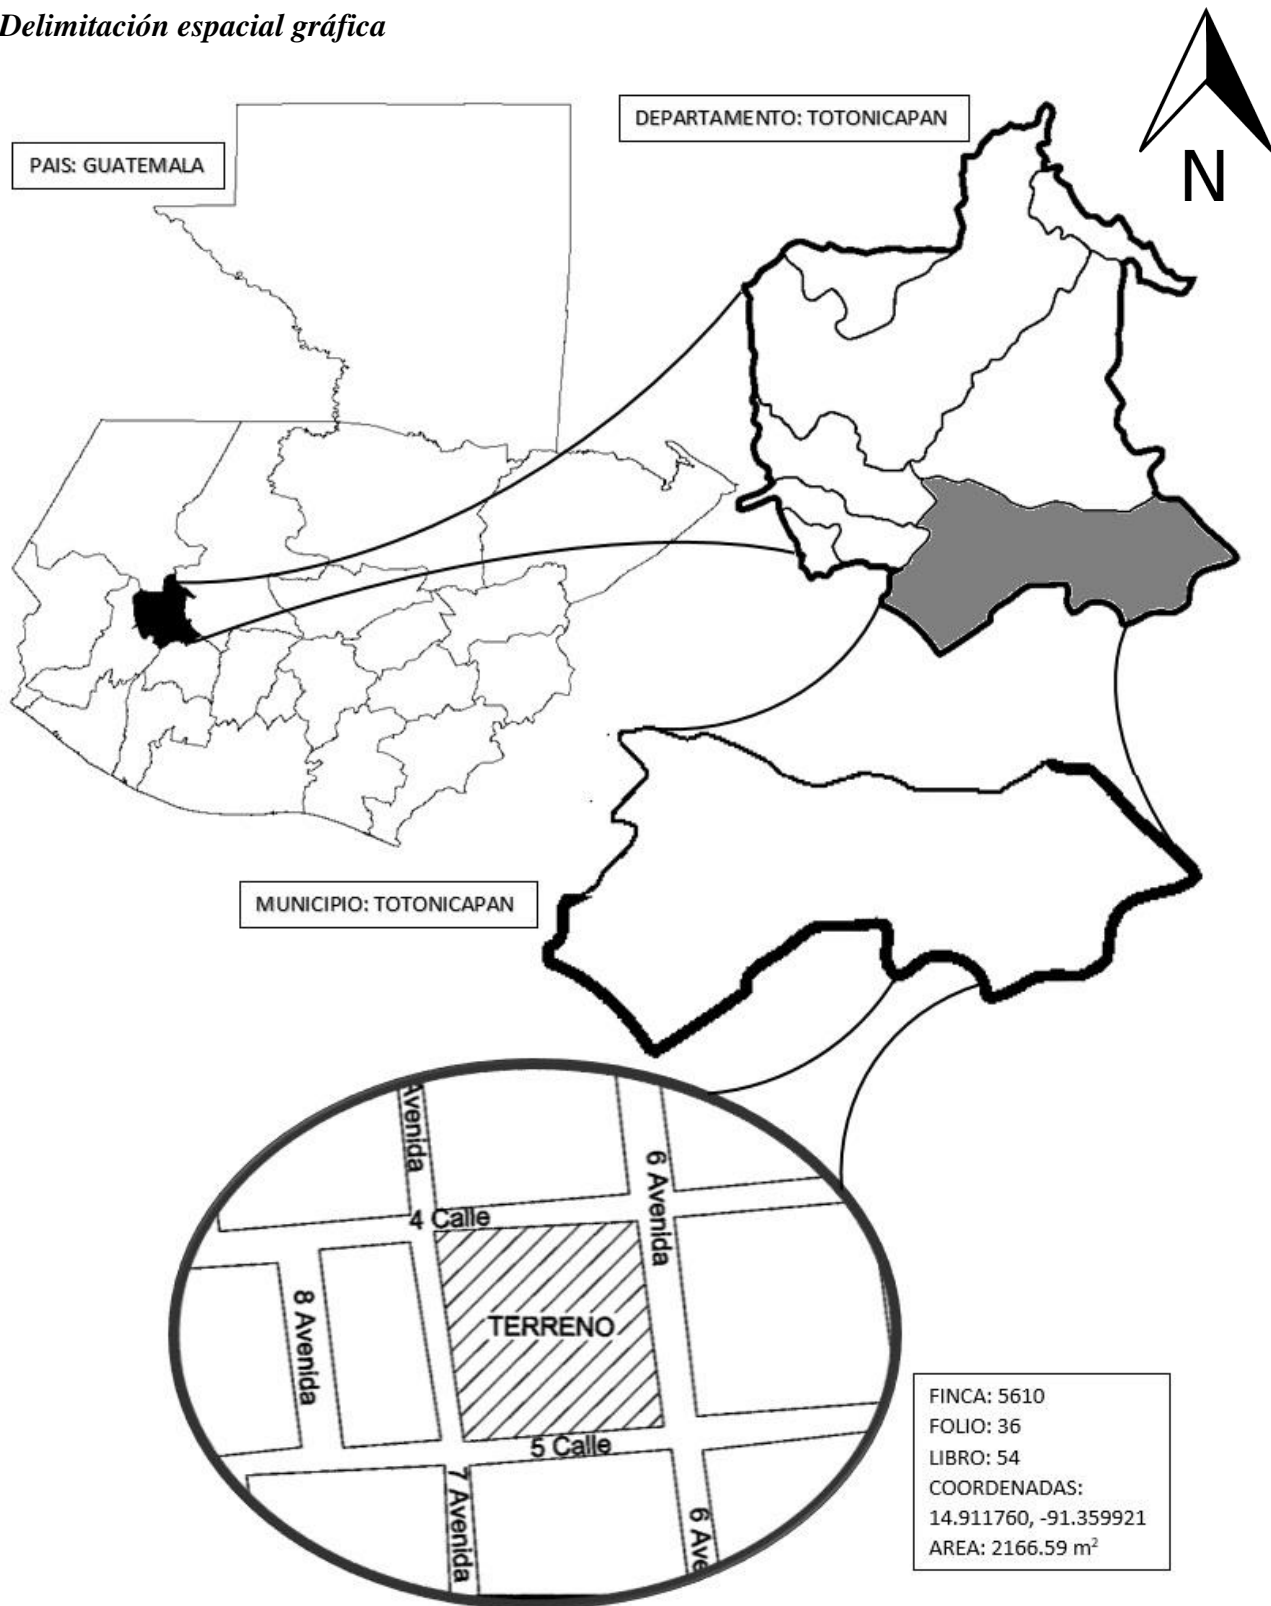 Delimitación espacial gráfica
PAIS: GUATEMALA
DEPARTAMENTO: TOTONICAPAN
N
MUNICIPIO: TOTONICAPAN
Avenida
6 Avenida
4 Calle
8 Avenida
TERRENO
5 Calle
7 Avenida
6 Ave
FINCA: 5610
FOLIO: 36
LIBRO: 54
COORDENADAS:
14.911760, -91.359921
AREA: 2166.59 m²